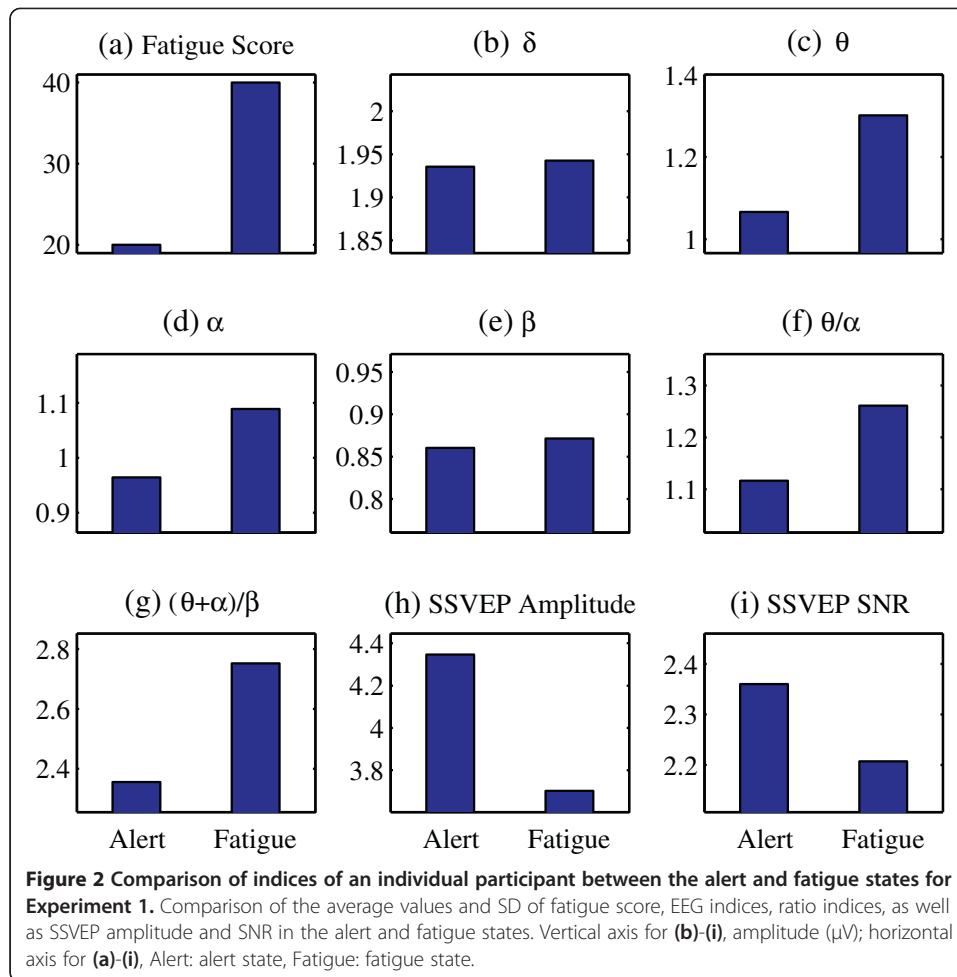 (a) Fatigue Score
(b) δ
(c) θ
40
30
20
2
1.95
1.9
1.85
1.4
1.2
1
(d) α
(e) β
(f) θ/α
1.1
1
0.9
0.95
0.9
0.85
0.8
1.3
1.2
1.1
(g) (θ+α)/β
(h) SSVEP Amplitude
(i) SSVEP SNR
2.8
2.6
2.4
4.4
4.2
4
3.8
2.4
2.3
2.2
Alert Fatigue
Alert Fatigue
Alert Fatigue
Figure 2 Comparison of indices of an individual participant between the alert and fatigue states for
Experiment 1. Comparison of the average values and SD of fatigue score, EEG indices, ratio indices, as well
as SSVEP amplitude and SNR in the alert and fatigue states. Vertical axis for (b)-(i), amplitude (μV); horizontal
axis for (a)-(i), Alert: alert state, Fatigue: fatigue state.